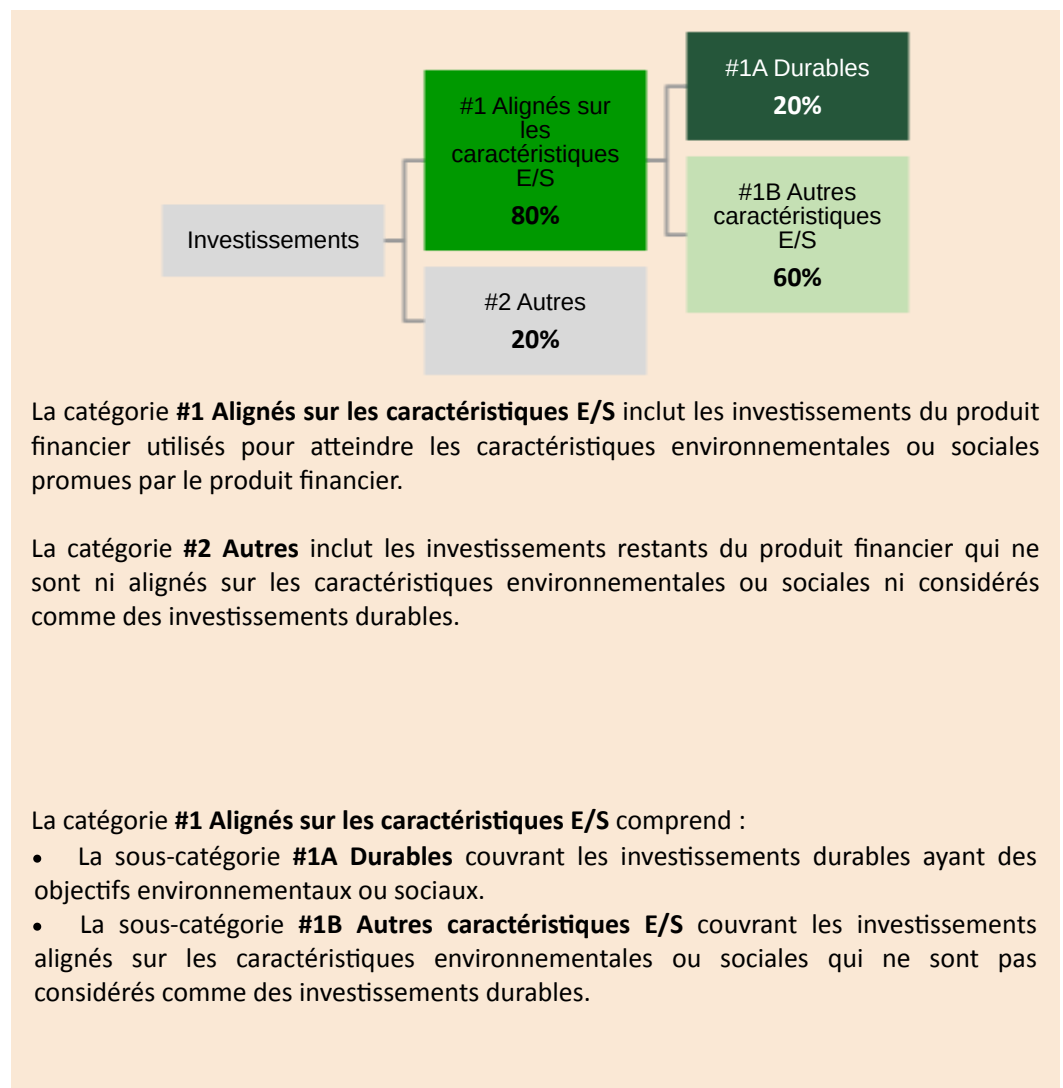 #1A Durables
20%
#1 Alignés sur
les
caractéristiques
E/S
80%
#1B Autres
caractéristiques
E/S
60%
Investissements
#2 Autres
20%
La catégorie #1 Alignés sur les caractéristiques E/S inclut les investissements du produit
financier utilisés pour atteindre les caractéristiques environnementales ou sociales
promues par le produit financier.
La catégorie #2 Autres inclut les investissements restants du produit financier qui ne
sont ni alignés sur les caractéristiques environnementales ou sociales ni considérés
comme des investissements durables.
La catégorie #1 Alignés sur les caractéristiques E/S comprend :
• La sous-catégorie #1A Durables couvrant les investissements durables ayant des
objectifs environnementaux ou sociaux.
• La sous-catégorie #1B Autres caractéristiques E/S couvrant les investissements
alignés sur les caractéristiques environnementales ou sociales qui ne sont pas
considérés comme des investissements durables.